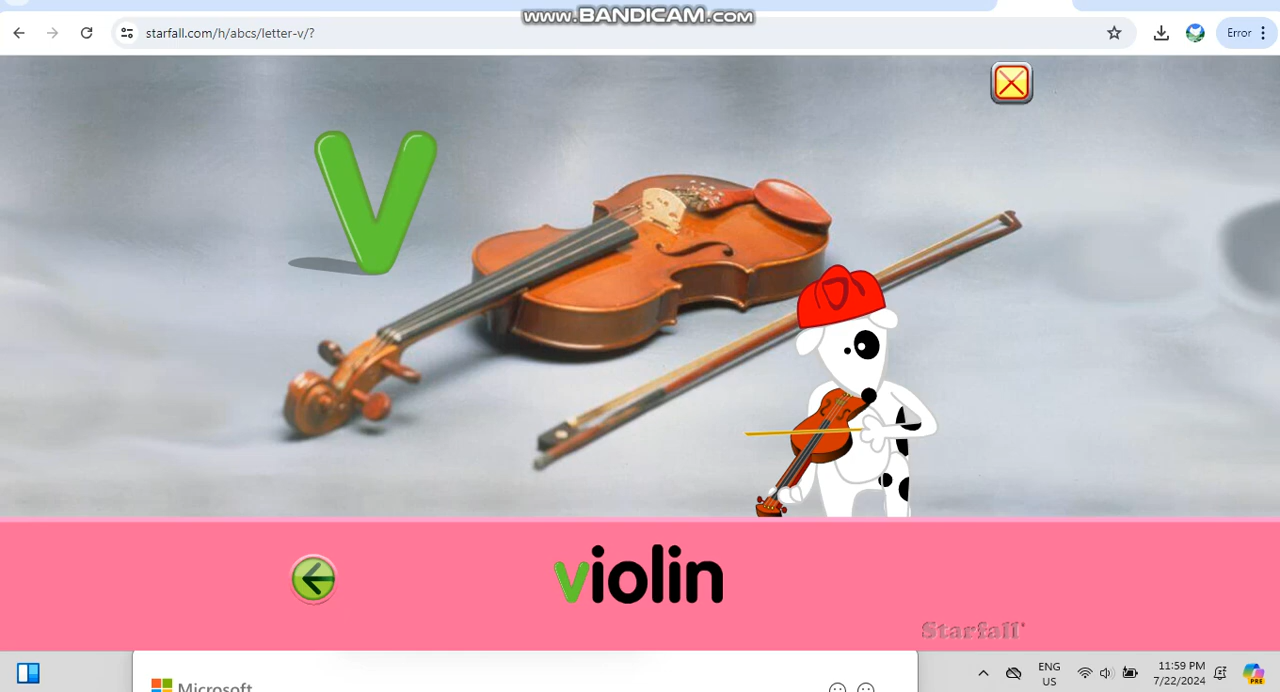 www.BANDICAM.com
starfall.com/h/abcs/letter-v/?
Error
V
violin
Starfall
Microsoft
ENG
US
11:59 PM
7/22/2024
PRE